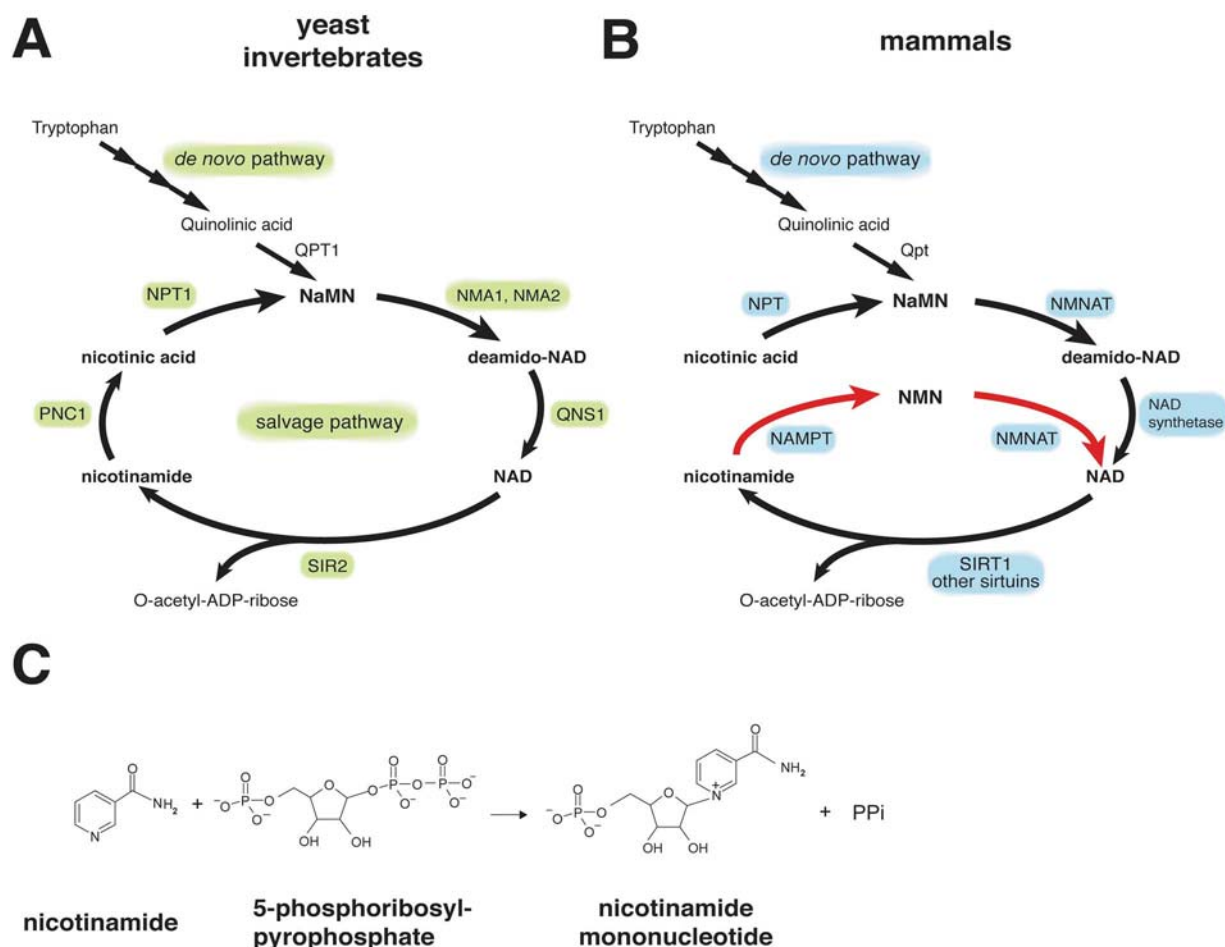 A
yeast
invertebrates
Tryptophan
de novo pathway
Quinolinic acid
QPT1
NPT1
NaMN
NMA1, NMA2
nicotinic acid
deamido-NAD
PNC1
salvage pathway
QNS1
nicotinamide
NAD
SIR2
O-acetyl-ADP-ribose
B
mammals
Tryptophan
de novo pathway
Quinolinic acid
Qpt
NPT
NaMN
NMNAT
nicotinic acid
deamido-NAD
NMN
NAD
synthetase
NAMPT
NMNAT
nicotinamide
NAD
SIRT1
other sirtuins
O-acetyl-ADP-ribose
C
O
NH₂
N
+
O
⁻O–P–O
O⁻
O
O
O
O–P–O–P–O⁻
O⁻
O⁻
OH
OH
O
⁻O–P–O
O⁻
O
OH
OH
N⁺
O
NH₂
+
PPi
nicotinamide
5-phosphoribosyl-
pyrophosphate
nicotinamide
mononucleotide